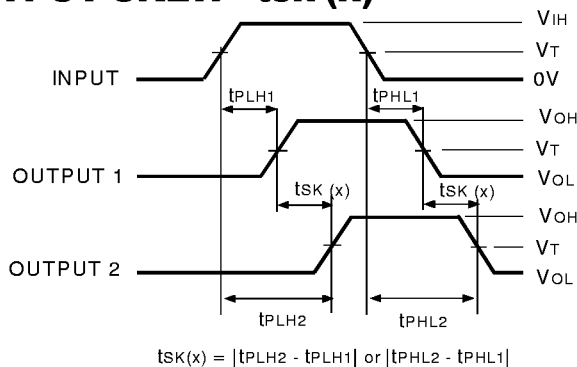 tSK (x)
VIH
VT
INPUT
0V
tPLH1
tPHL1
VOH
VT
OUTPUT 1
VOL
tSK (x)
tSK (x)
VOH
VT
OUTPUT 2
VOL
tPLH2
tPHL2
tSK(x) = |tPLH2 - tPLH1| or |tPHL2 - tPHL1|